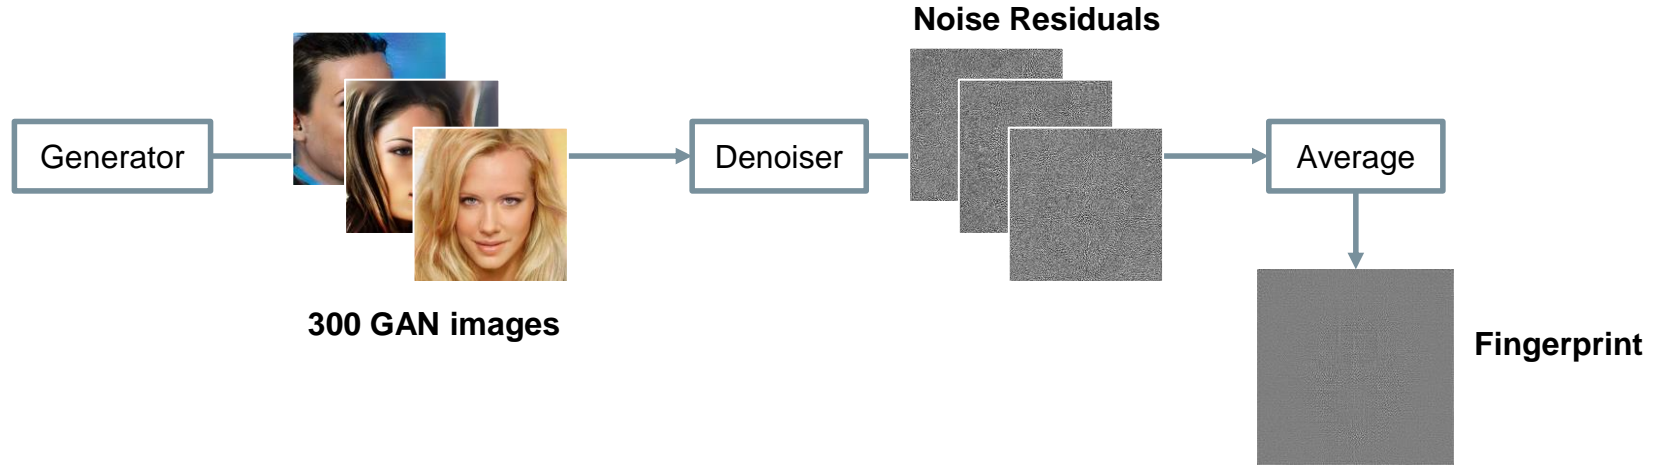 Noise Residuals
Generator
Denoiser
Average
300 GAN images
Fingerprint